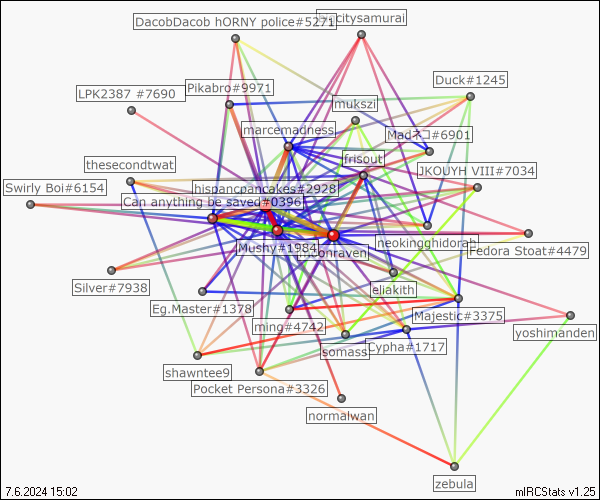 DacobDacob hORNY police#5271
citysamurai
Duck#1245
Pikabro#9971
LPK2387 #7690
mukszi
marcemadness
Madネコ#6901
frisout
thesecondtwat
JKOUYH VIII#7034
Swirly Boi#6154
hispanicpancakes#2928
Can anything be saved#0396
neokingghidorah
Mushy#1984
conraven
Fedora Stoat#4479
Silver#7938
eliakith
Eg.Master#1378
Majestic#3375
ming#4742
yoshimanden
somass
Cypha#1717
shawntee9
Pocket Persona#3326
normalwan
zebula
7.6.2024 15:02
mIRCStats v1.25